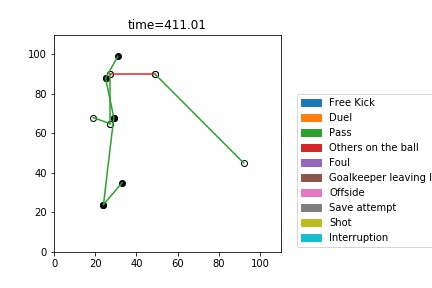 time=411.01
100
80
60
40
20
0
0 20 40 60 80 100
Free Kick
Duel
Pass
Others on the ball
Foul
Goalkeeper leaving l
Offside
Save attempt
Shot
Interruption